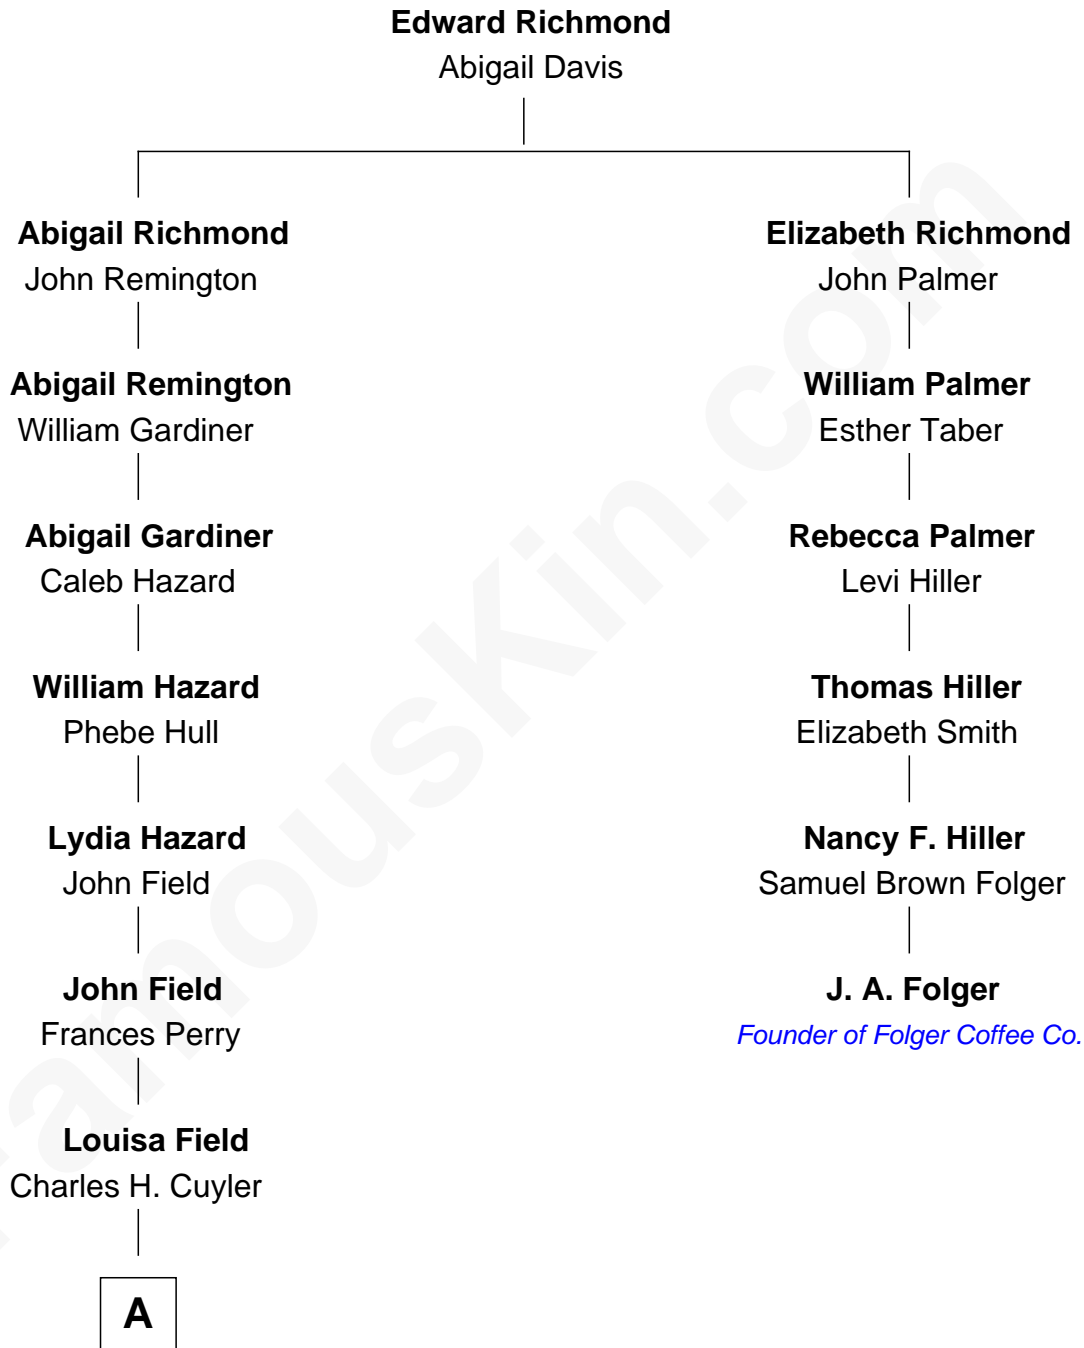 Edward Richmond
Abigail Davis
Abigail Richmond
John Remington
Elizabeth Richmond
John Palmer
Abigail Remington
William Gardiner
William Palmer
Esther Taber
Abigail Gardiner
Caleb Hazard
Rebecca Palmer
Levi Hiller
William Hazard
Phebe Hull
Thomas Hiller
Elizabeth Smith
Lydia Hazard
John Field
Nancy F. Hiller
Samuel Brown Folger
John Field
Frances Perry
J. A. Folger
Founder of Folger Coffee Co.
Louisa Field
Charles H. Cuyler
A
FamousKin.com